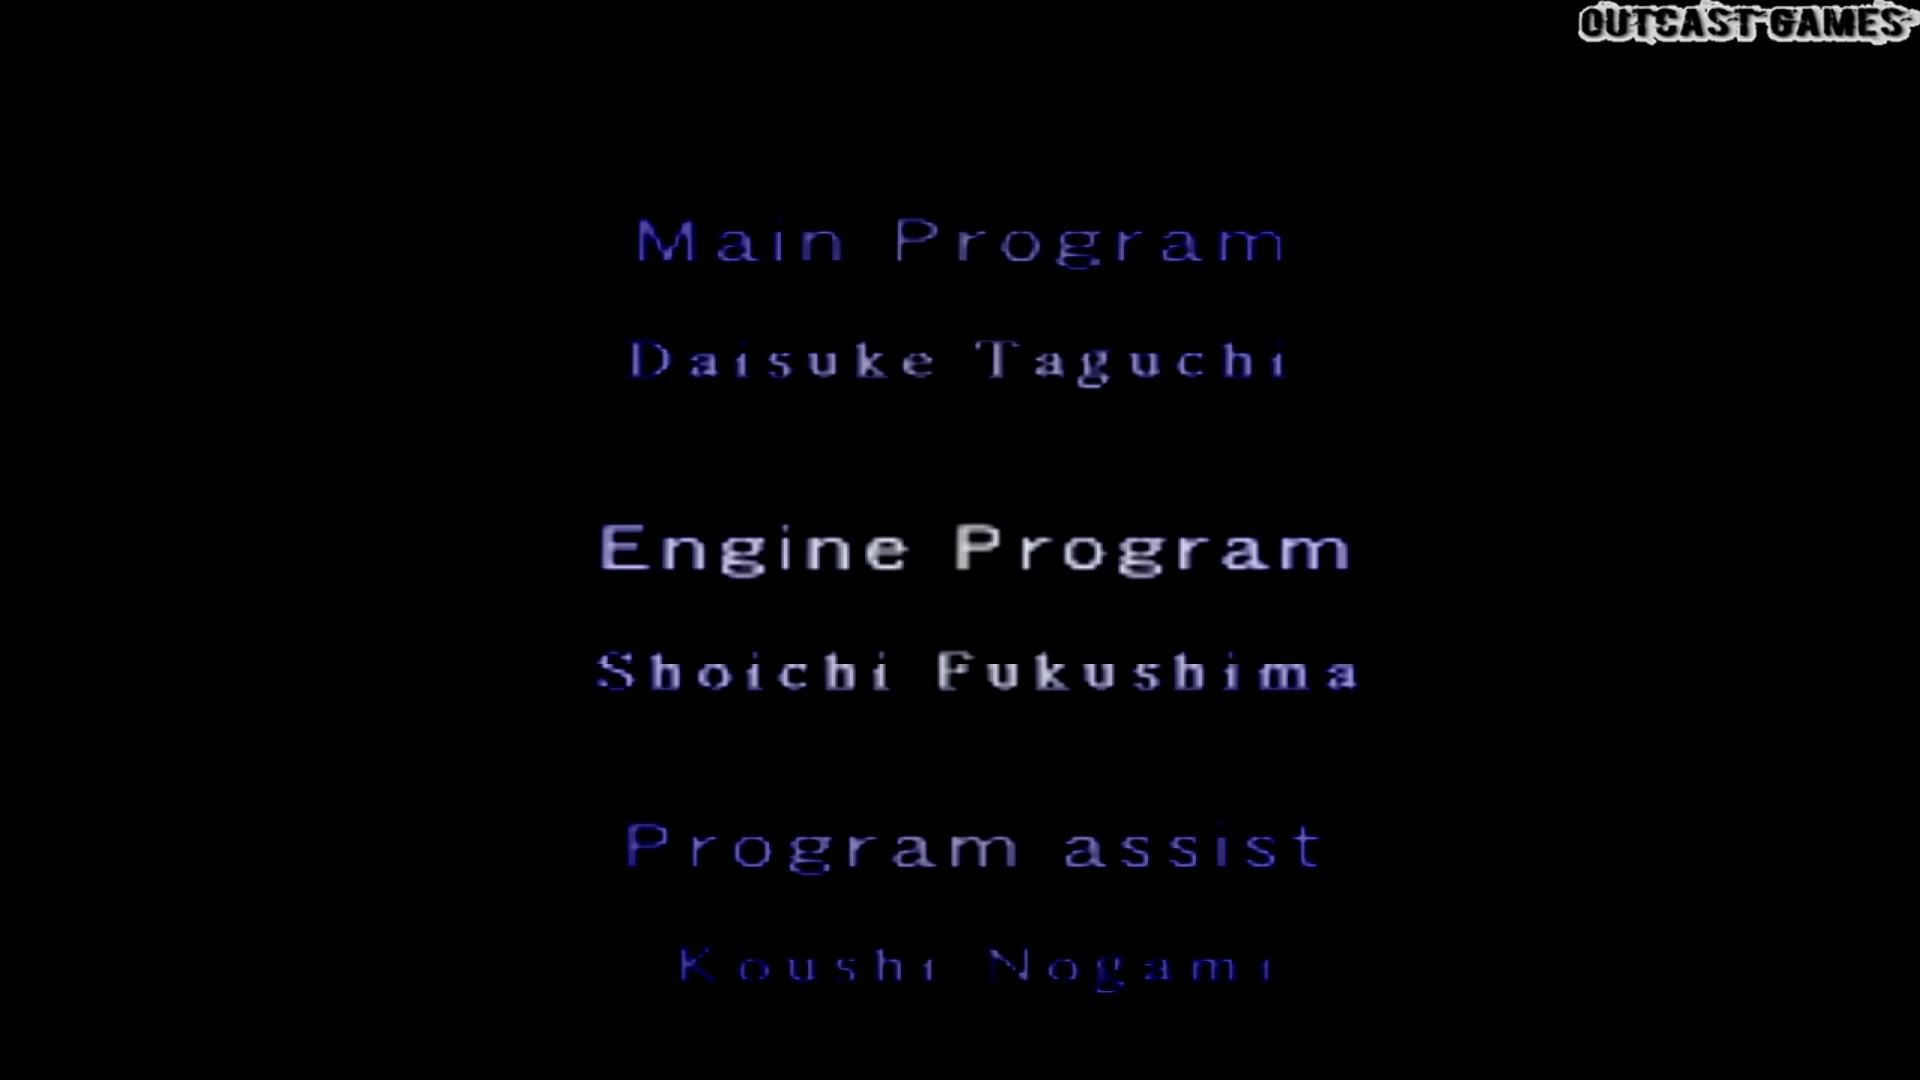 OUTCAST GAMES
Main Program
Daisuke Taguchi
Engine Program
Shoichi Fukushima
Program assist
Koushi Nogami